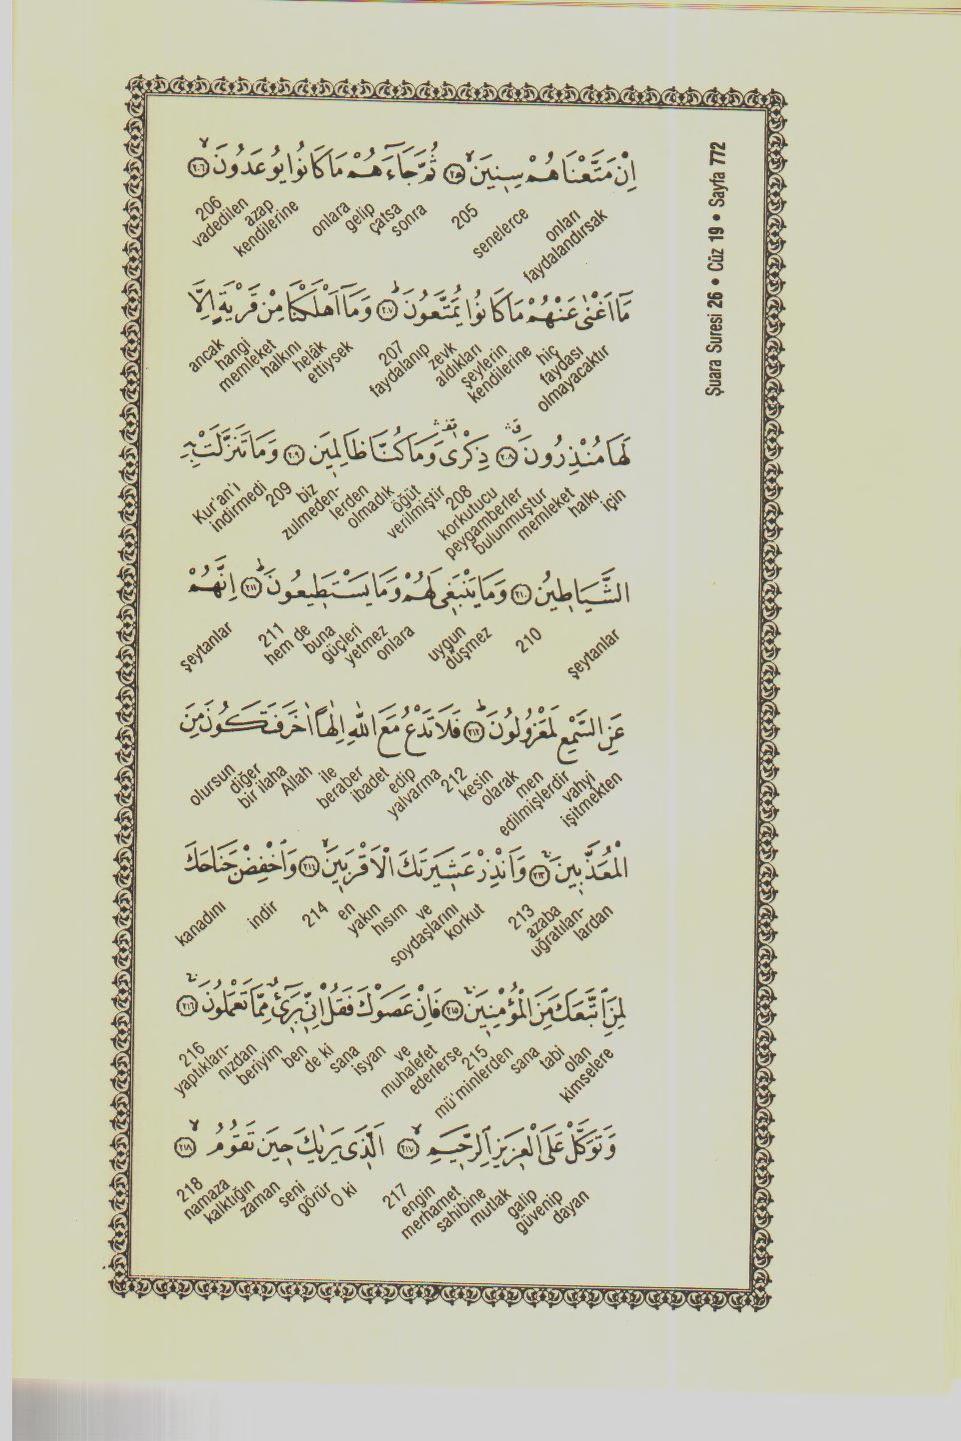 Şuara Suresi 26 • Cüz 19 • Sayfa 772
اِنْ مَتَّعْنَاهُمْ سِنِينَ ﴿٢٠٥﴾ ثُمَّ جَٓاءَهُمْ مَا كَانُوا يُوعَدُونَ ﴿٢٠٦﴾
onları faydalandırsak senelerce 205 sonra çatsa gelip onlara kendilerine azap vadedilen 206
مَٓا اَغْنٰى عَنْهُمْ مَا كَانُوا يُمَتَّعُونَ ﴿٢٠٧﴾ وَمَٓا اَهْلَكْنَا مِنْ قَرْيَةٍ اِلَّا
olmayacaktır faydası hiç kendilerine şeylerin aldıkları zevk faydalanıp 207 ettiysek helâk halkını memleket hangi ancak
لَهَا مُنْذِرُونَ ﴿٢٠٨﴾ ذِكْرٰى وَمَا كُنَّا ظَالِمِينَ ﴿٢٠٩﴾ وَمَا تَنَزَّلَتْ بِهِ
için halkı memleket bulunmuştur peygamberler korkutucu 208 verilmiştir öğüt olmadık zulmeden-lerden biz 209 indirmedi Kur'an'ı
الشَّيَاطِينُ ﴿٢١٠﴾ وَمَا يَنْبَغِي لَهُمْ وَمَا يَسْتَطِيعُونَ ﴿٢١١﴾ اِنَّهُمْ
şeytanlar 210 düşmez uygun onlara yetmez güçleri buna hem de 211 şeytanlar
عَنِ السَّمْعِ لَمَعْزُولُونَ ﴿٢١٢﴾ فَلَا تَدْعُ مَعَ اللّٰهِ اِلٰهًا اٰخَرَ فَتَكُونَ مِنَ
işitmekten vahyi edilmişlerdir men olarak kesin 212 yalvarma edip ibadet beraber ile Allah bir ilaha diğer olursun
الْمُعَذَّبِينَ ﴿٢١٣﴾ وَاَنْذِرْ عَشِيرَتَكَ الْاَقْرَبِينَ ﴿٢١٤﴾ وَاخْفِضْ جَنَاحَكَ
uğratılan-lardan azaba 213 korkut soydaşlarını ve hısım yakın en 214 indir kanadını
لِمَنِ اتَّبَعَكَ مِنَ الْمُؤْمِنِينَ ﴿٢١٥﴾ فَاِنْ عَصَوْكَ فَقُلْ اِنِّي بَرِٓيءٌ مِمَّا تَعْمَلُونَ ﴿٢١٦﴾
kimselere olan tabi sana mü'minlerden 215 ederlerse muhalefet ve isyan sana de ki ben beriyim yaptıkları-nızdan 216
وَتَوَكَّلْ عَلَى الْعَزِيزِ الرَّحِيمِ ﴿٢١٧﴾ اَلَّذِي يَرٰيكَ حِينَ تَقُومُ ﴿٢١٨﴾
dayan güvenip galip mutlak sahibine merhamet engin 217 O ki görür seni zaman kalktığın namaza 218